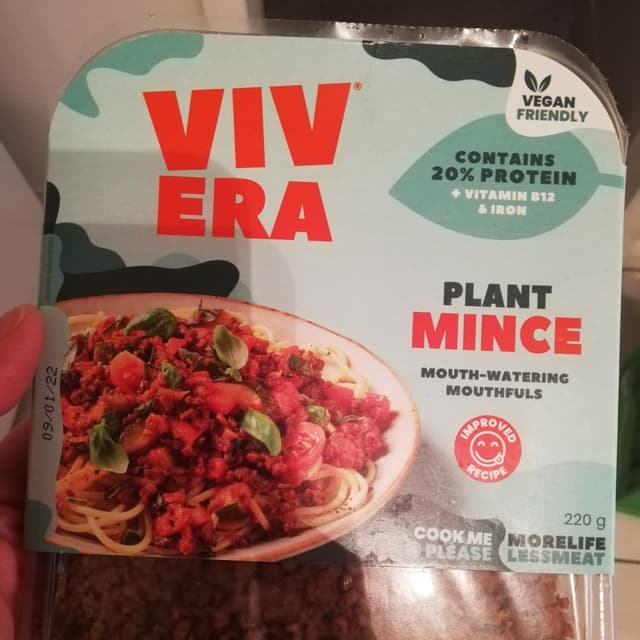 VIV
ERA®
VEGAN
FRIENDLY
CONTAINS
20% PROTEIN
+ VITAMIN B12
& IRON
PLANT
MINCE
MOUTH-WATERING
MOUTHFULS
IMPROVED
RECIPE
09/01/22
220 g
COOK ME
PLEASE
MORELIFE
LESSMEAT